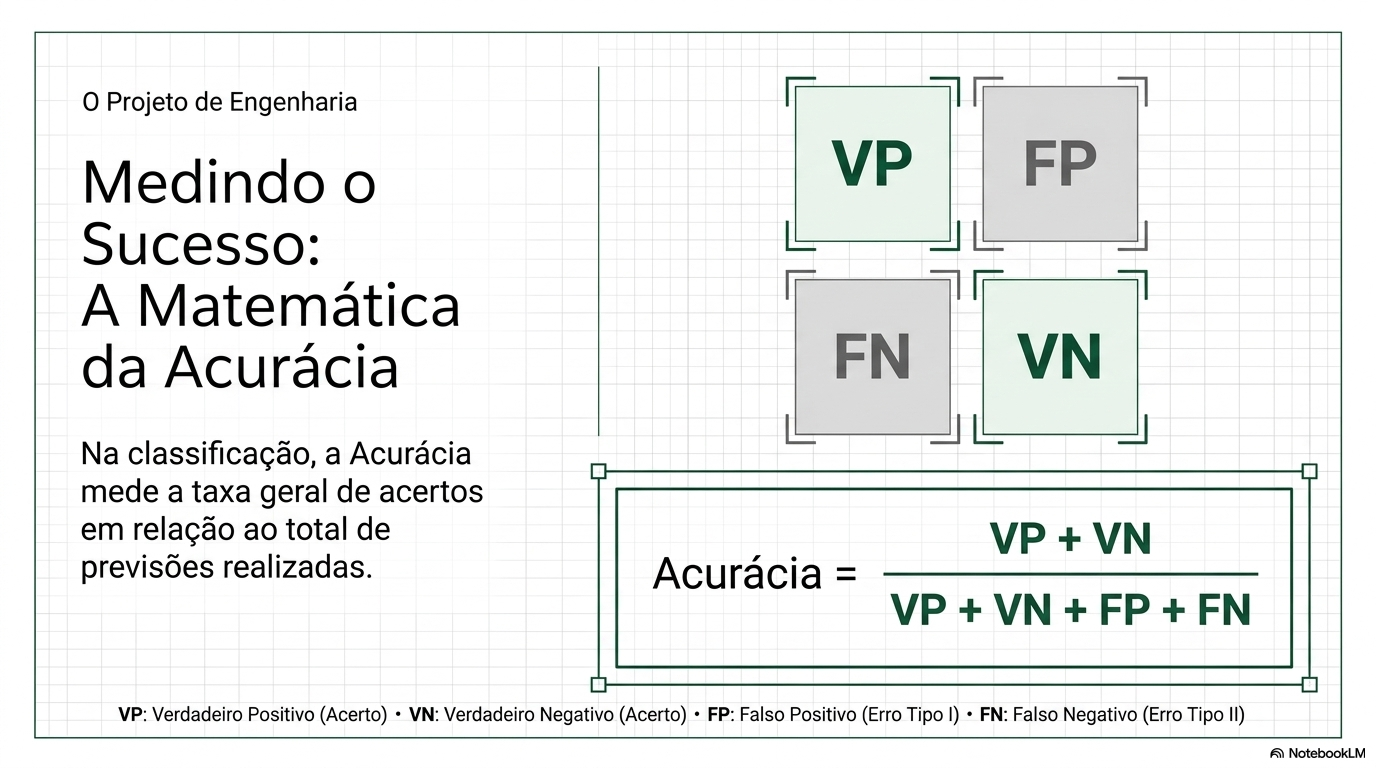 O Projeto de Engenharia
Medindo o
Sucesso:
A Matemática
da Acurácia
Na classificação, a Acurácia
mede a taxa geral de acertos
em relação ao total de
previsões realizadas.
VP FP
FN VN
Acurácia =
VP + VN
VP + VN + FP + FN
VP: Verdadeiro Positivo (Acerto) • VN: Verdadeiro Negativo (Acerto) • FP: Falso Positivo (Erro Tipo I) • FN: Falso Negativo (Erro Tipo II)
NotebookLM